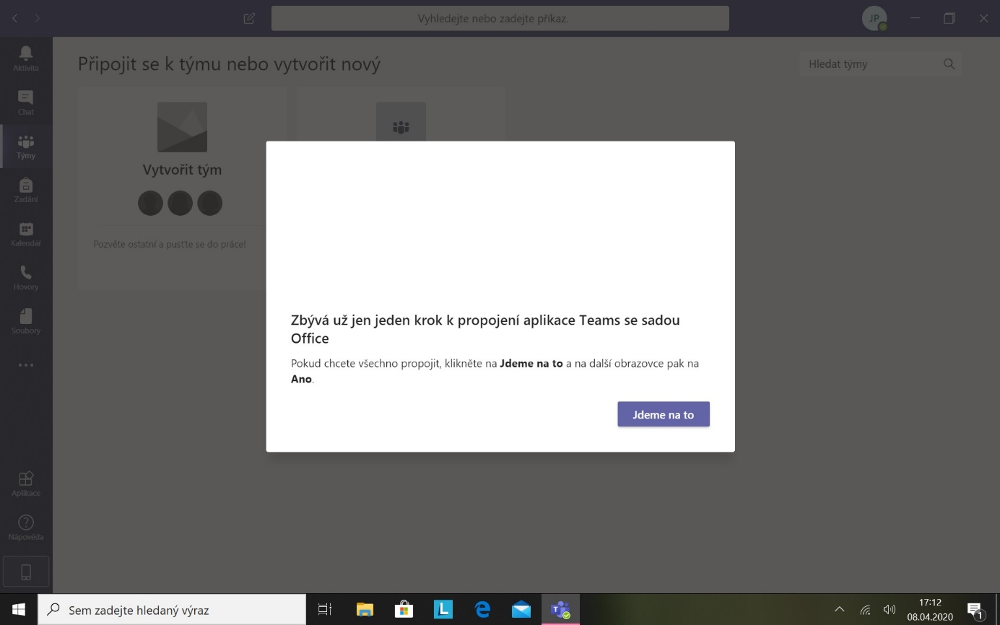 Vyhledejte nebo zadejte příkaz.
JP
Aktivita
Připojit se k týmu nebo vytvořit nový
Hledat týmy
Chat
Týmy
Vytvořit tým
Zadání
Kalendář
Pozvěte ostatní a pusťte se do práce!
Hovory
Soubory
Zbývá už jen jeden krok k propojení aplikace Teams se sadou
Office
Pokud chcete všechno propojit, klikněte na Jdeme na to a na další obrazovce pak na
Ano.
Jdeme na to
Aplikace
Nápověda
Sem zadejte hledaný výraz
L
T
17:12
08.04.2020
1